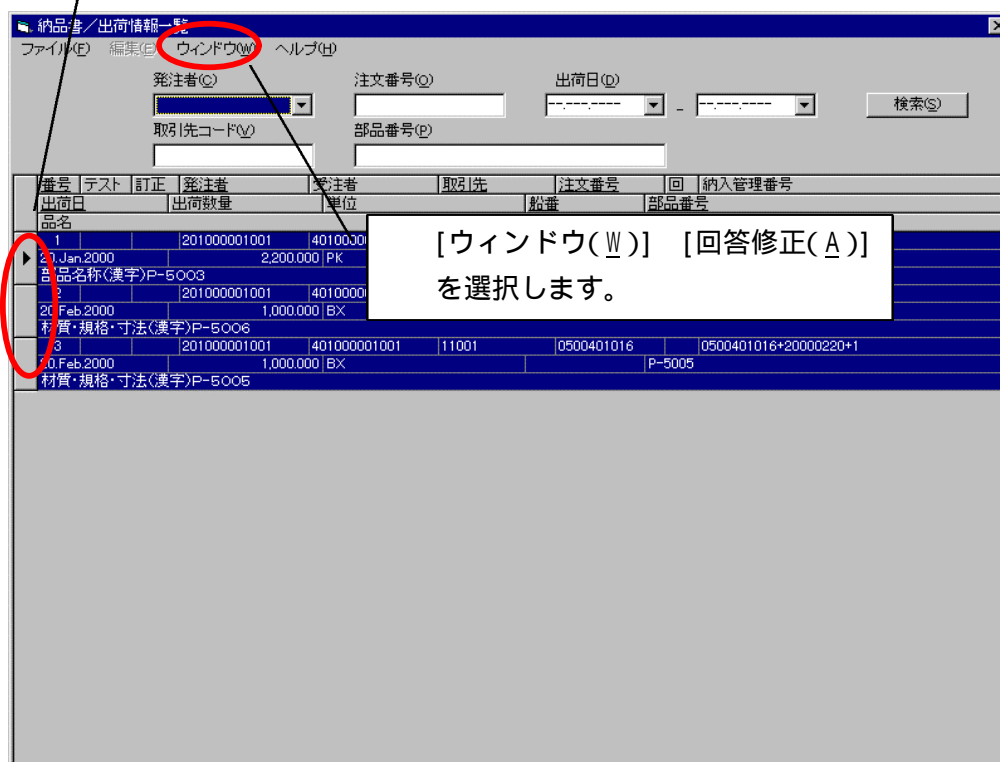 納品書／出荷情報一覧
ファイル(F) 編集(E) ウィンドウ(W) ヘルプ(H)
発注者(C) 注文番号(O) 出荷日(D)
--.---.---- - --.---.---- 検索(S)
取引先コード(V) 部品番号(P)
番号 テスト 訂正 発注者 受注者 取引先 注文番号 回 納入管理番号
出荷日 出荷数量 単位 船番 部品番号
品名
1 201000001001
20.Jan.2000 2,200.000 PK
部品名称(漢字)P-5003
2 201000001001
20.Feb.2000 1,000.000 BX
材質・規格・寸法(漢字)P-5006
3 201000001001 401000001001 11001 0500401016 0500401016+20000220+1
20.Feb.2000 1,000.000 BX P-5005
材質・規格・寸法(漢字)P-5005
[ウィンドウ(W)] [回答修正(A)]
を選択します。